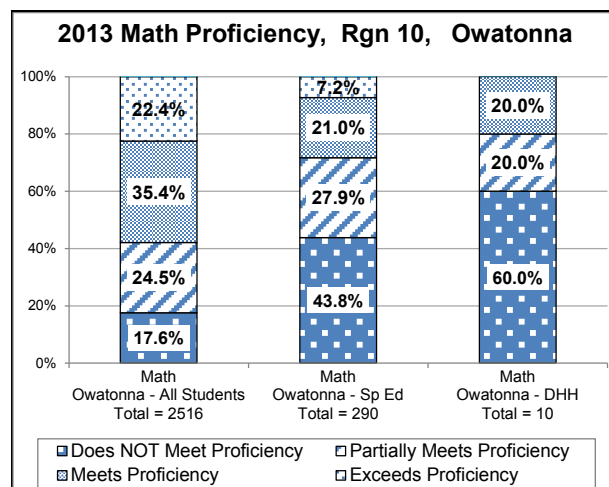 2013 Math Proficiency, Rgn 10, Owatonna
100%
80%
60%
40%
20%
0%
22.4%
35.4%
24.5%
17.6%
7.2%
21.0%
27.9%
43.8%
20.0%
20.0%
60.0%
Math
Owatonna - All Students
Total = 2516
Math
Owatonna - Sp Ed
Total = 290
Math
Owatonna - DHH
Total = 10
Does NOT Meet Proficiency
Partially Meets Proficiency
Meets Proficiency
Exceeds Proficiency